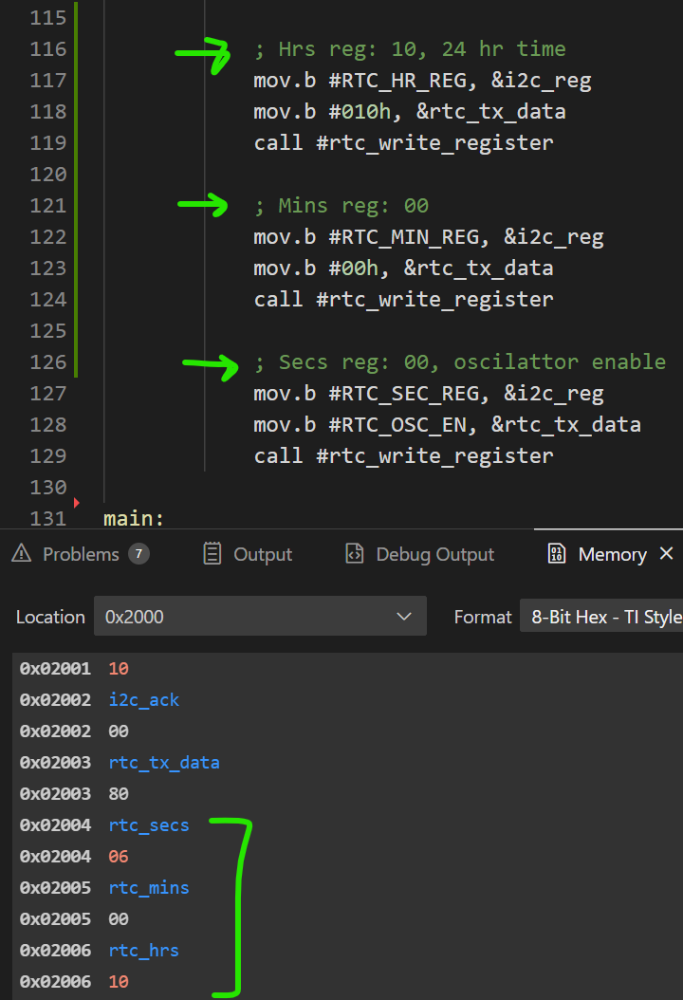 115
116 ; Hrs reg: 10, 24 hr time
117 mov.b #RTC_HR_REG, &i2c_reg
118 mov.b #010h, &rtc_tx_data
119 call #rtc_write_register
120
121 ; Mins reg: 00
122 mov.b #RTC_MIN_REG, &i2c_reg
123 mov.b #00h, &rtc_tx_data
124 call #rtc_write_register
125
126 ; Secs reg: 00, oscilattor enable
127 mov.b #RTC_SEC_REG, &i2c_reg
128 mov.b #RTC_OSC_EN, &rtc_tx_data
129 call #rtc_write_register
130
131 main:
Problems 7 Output Debug Output Memory
Location 0x2000 Format 8-Bit Hex - TI Style
0x02001 10
0x02002 i2c_ack
0x02002 00
0x02003 rtc_tx_data
0x02003 80
0x02004 rtc_secs
0x02004 06
0x02005 rtc_mins
0x02005 00
0x02006 rtc_hrs
0x02006 10